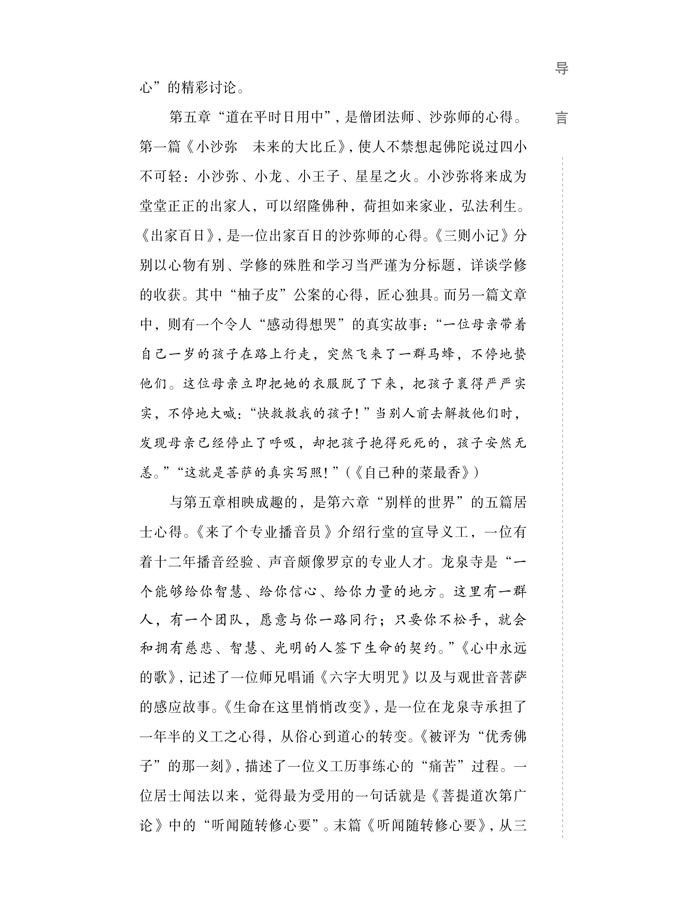 导
言
心”的精彩讨论。
第五章“道在平时日用中”，是僧团法师、沙弥师的心得。
第一篇《小沙弥　未来的大比丘》，使人不禁想起佛陀说过四小
不可轻：小沙弥、小龙、小王子、星星之火。小沙弥将来成为
堂堂正正的出家人，可以绍隆佛种，荷担如来家业，弘法利生。
《出家百日》，是一位出家百日的沙弥师的心得。《三则小记》分
别以心物有别、学修的殊胜和学习当严谨为分标题，详谈学修
的收获。其中“柚子皮”公案的心得，匠心独具。而另一篇文章
中，则有一个令人“感动得想哭”的真实故事：“一位母亲带着
自己一岁的孩子在路上行走，突然飞来了一群马蜂，不停地蛰
他们。这位母亲立即把她的衣服脱了下来，把孩子裹得严严实
实，不停地大喊：“快救救我的孩子！”当别人前去解救他们时，
发现母亲已经停止了呼吸，却把孩子抱得死死的，孩子安然无
恙。”“这就是菩萨的真实写照！”（《自己种的菜最香》）
与第五章相映成趣的，是第六章“别样的世界”的五篇居
士心得。《来了个专业播音员》介绍行堂的宣导义工，一位有
着十二年播音经验、声音颇像罗京的专业人才。龙泉寺是“一
个能够给你智慧、给你信心、给你力量的地方。这里有一群
人，有一个团队，愿意与你一路同行；只要你不松手，就会
和拥有慈悲、智慧、光明的人签下生命的契约。”《心中永远
的歌》，记述了一位师兄唱诵《六字大明咒》以及与观世音菩萨
的感应故事。《生命在这里悄悄改变》，是一位在龙泉寺承担了
一年半的义工之心得，从俗心到道心的转变。《被评为“优秀佛
子”的那一刻》，描述了一位义工历事练心的“痛苦”过程。一
位居士闻法以来，觉得最为受用的一句话就是《菩提道次第广
论》中的“听闻随转修心要”。末篇《听闻随转修心要》，从三